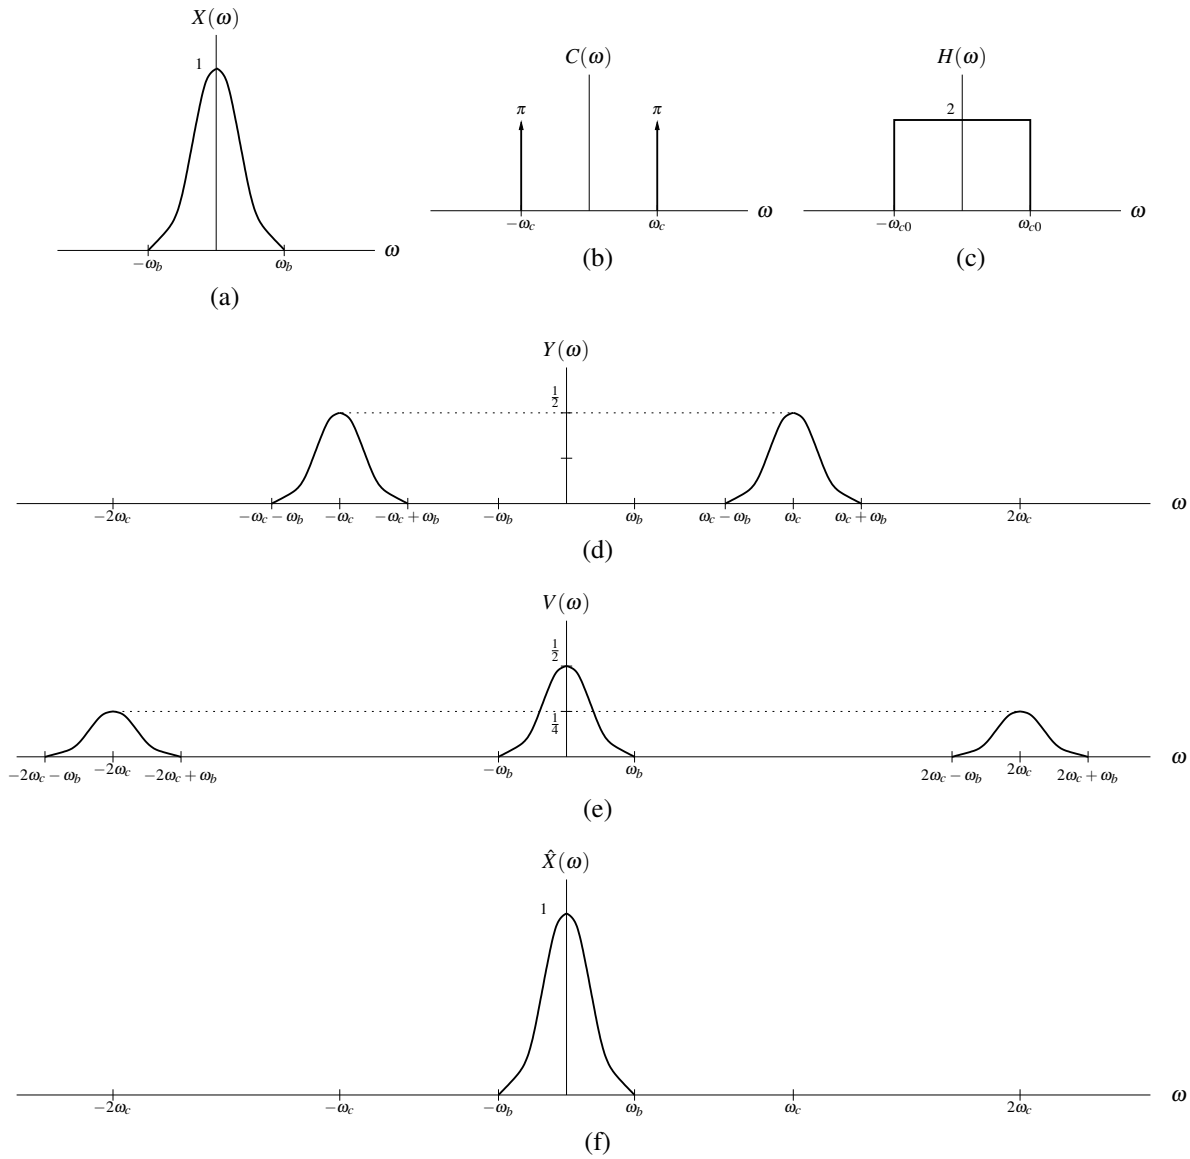 X(ω)
1
−ω_b
ω_b
ω
(a)
C(ω)
π
π
−ω_c
ω_c
ω
(b)
H(ω)
2
−ω_c0
ω_c0
ω
(c)
Y(ω)
1/2
−2ω_c
−ω_c − ω_b
−ω_c
−ω_c + ω_b
−ω_b
ω_b
ω_c − ω_b
ω_c
ω_c + ω_b
2ω_c
ω
(d)
V(ω)
1/2
1/4
−2ω_c − ω_b
−2ω_c
−2ω_c + ω_b
−ω_b
ω_b
2ω_c − ω_b
2ω_c
2ω_c + ω_b
ω
(e)
X̂(ω)
1
−2ω_c
−ω_c
−ω_b
ω_b
ω_c
2ω_c
ω
(f)